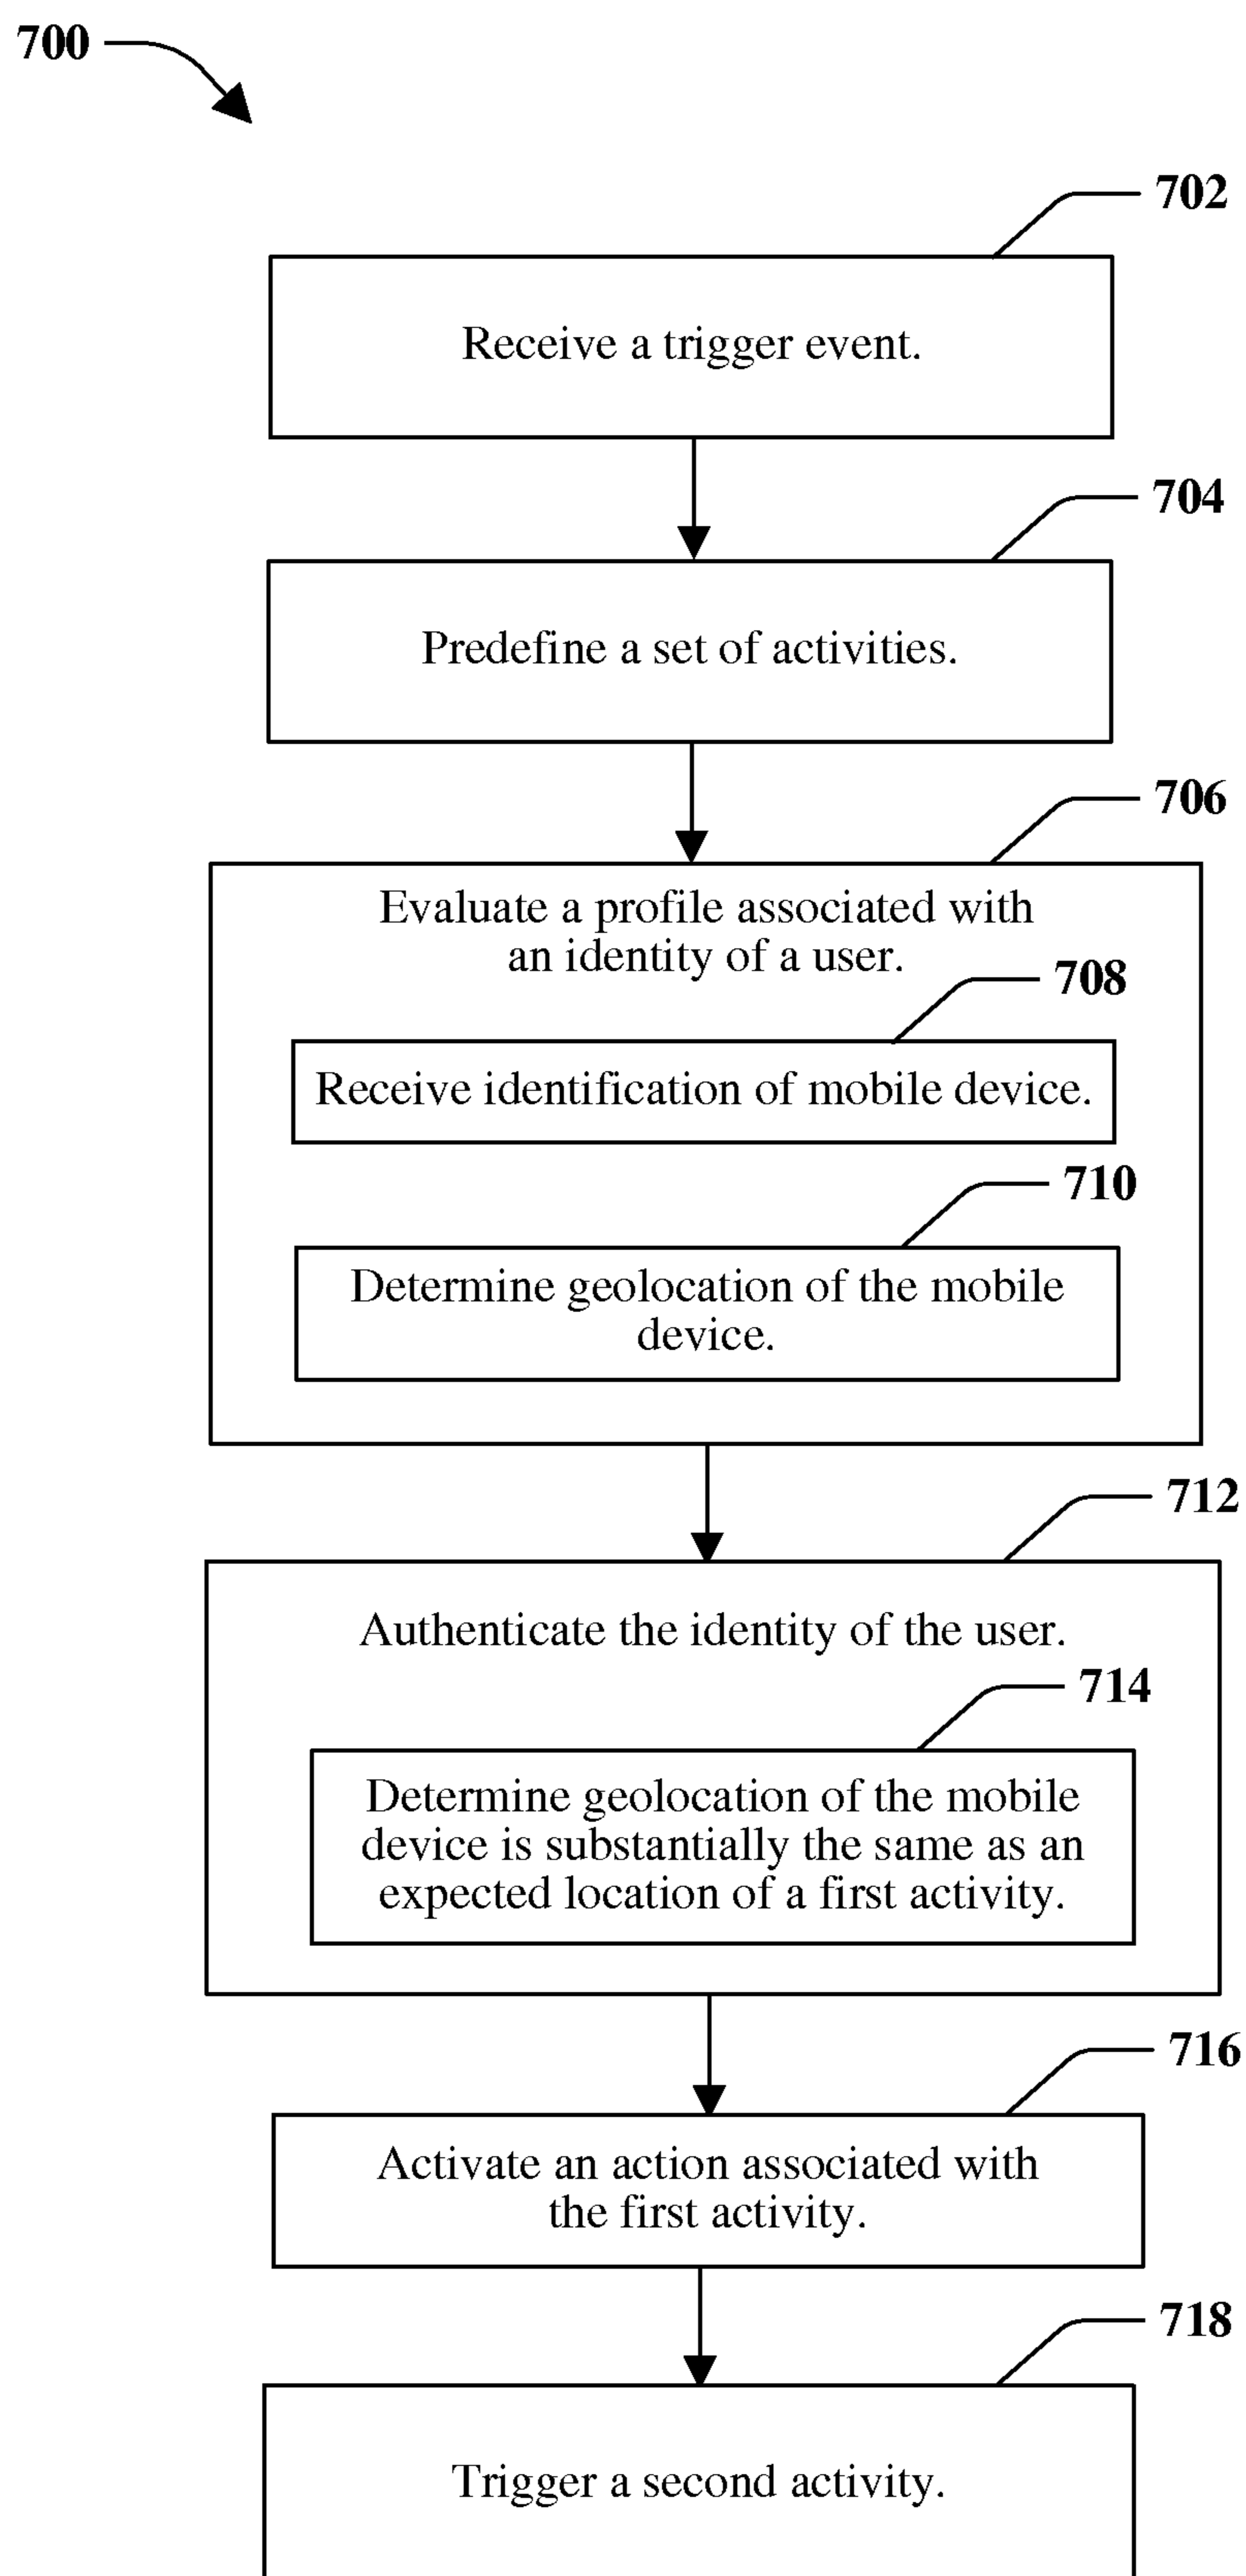 700
702
Receive a trigger event.
704
Predefine a set of activities.
706
Evaluate a profile associated with
an identity of a user.
708
Receive identification of mobile device.
710
Determine geolocation of the mobile
device.
712
Authenticate the identity of the user.
714
Determine geolocation of the mobile
device is substantially the same as an
expected location of a first activity.
716
Activate an action associated with
the first activity.
718
Trigger a second activity.